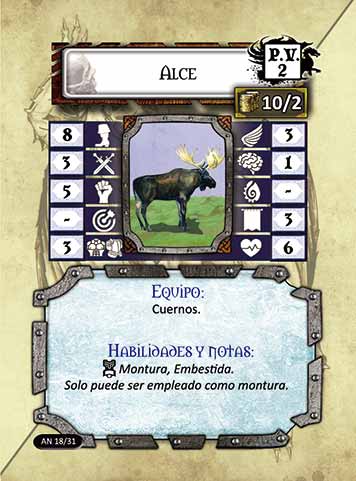 Alce
P.V.
2
10/2
8 3
3 1
5 -
- 3
3 6
Equipo:
Cuernos.
Habilidades y Notas:
Montura, Embestida.
Solo puede ser empleado como montura.
AN 18/31